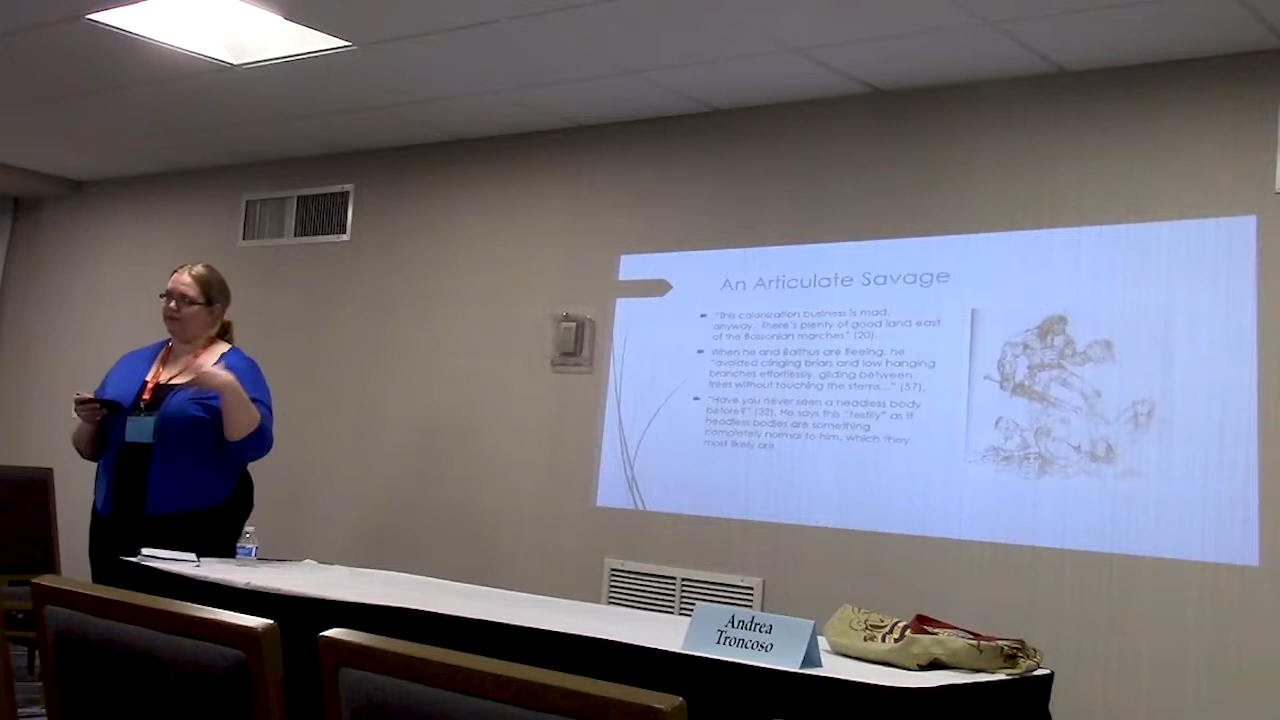 An Articulate Savage
"This colonization business is mad,
anyway. There's plenty of good land east
of the Bossonian marches" (20).
When he and Balthus are fleeing, he
"avoided clinging brian and low hanging
branches effortlessly, gliding between
trees without touching the stems..." (57).
"Have you never seen a headless body
before?" (32). He says this "testily" as if
headless bodies are something
completely normal to him, which they
most likely are.
Andrea
Troncoso